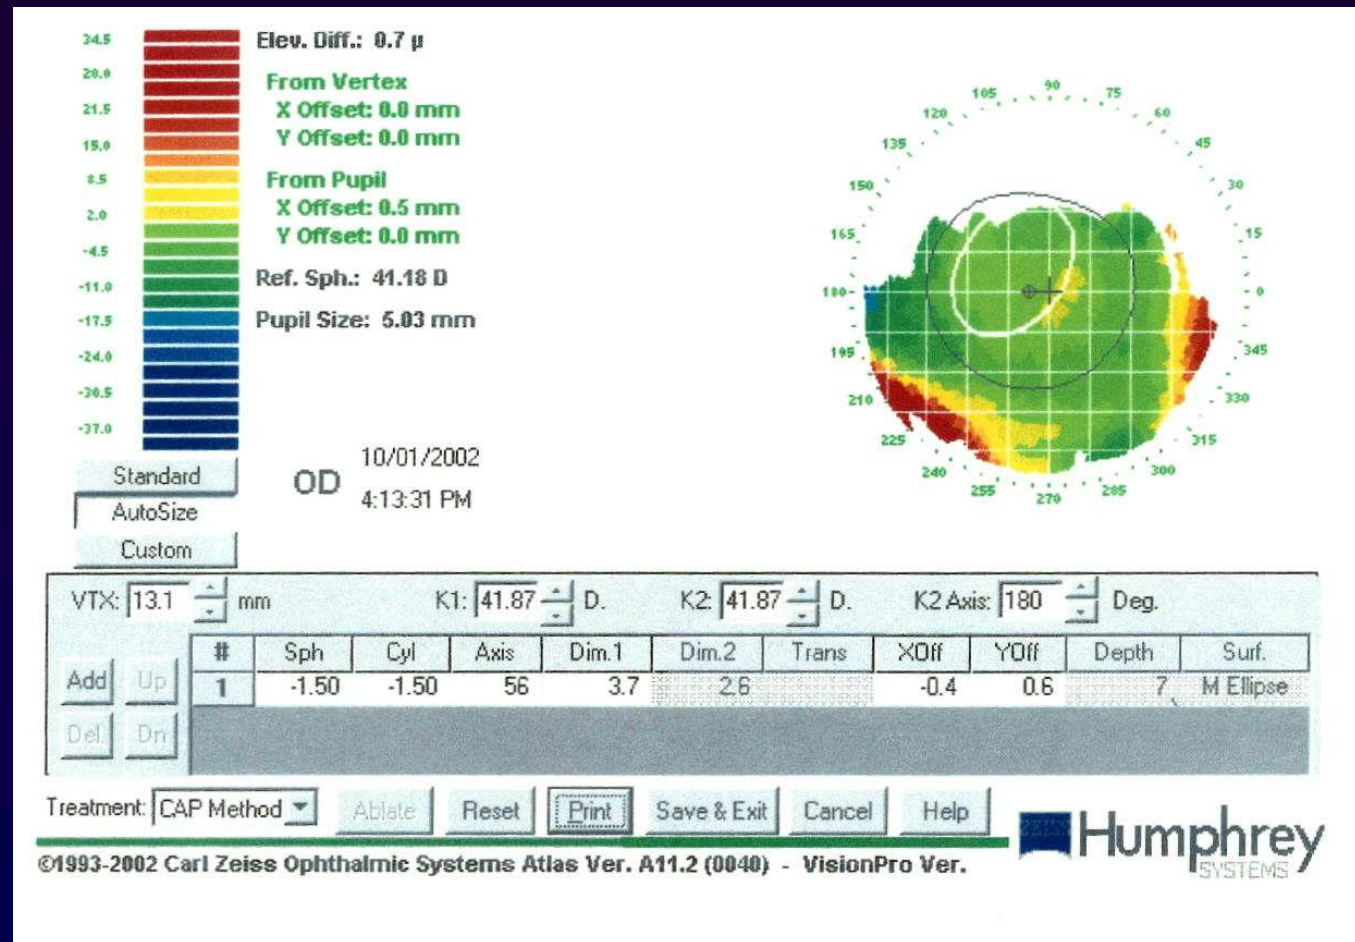 34.5
28.0
21.5
15.0
8.5
2.0
-4.5
-11.0
-17.5
-24.0
-30.5
-37.0
Standard
AutoSize
Custom
Elev. Diff.: 0.7 µ
From Vertex
X Offset: 0.0 mm
Y Offset: 0.0 mm
From Pupil
X Offset: 0.5 mm
Y Offset: 0.0 mm
Ref. Sph.: 41.18 D
Pupil Size: 5.03 mm
OD
10/01/2002
4:13:31 PM
105 90 75
120 60
135 45
150 30
165 15
180 0
195 345
210 330
225 315
240 300
255 270 285
VTX: 13.1 mm K1: 41.87 D. K2: 41.87 D. K2 Axis: 180 Deg.
# Sph Cyl Axis Dim.1 Dim.2 Trans XOff YOff Depth Surf.
1 -1.50 -1.50 56 3.7 2.6 -0.4 0.6 7 M Ellipse
Add Up
Del. Dn
Treatment: CAP Method Ablate Reset Print Save & Exit Cancel Help
ZEISS Humphrey
SYSTEMS
©1993-2002 Carl Zeiss Ophthalmic Systems Atlas Ver. A11.2 (0040) - VisionPro Ver.